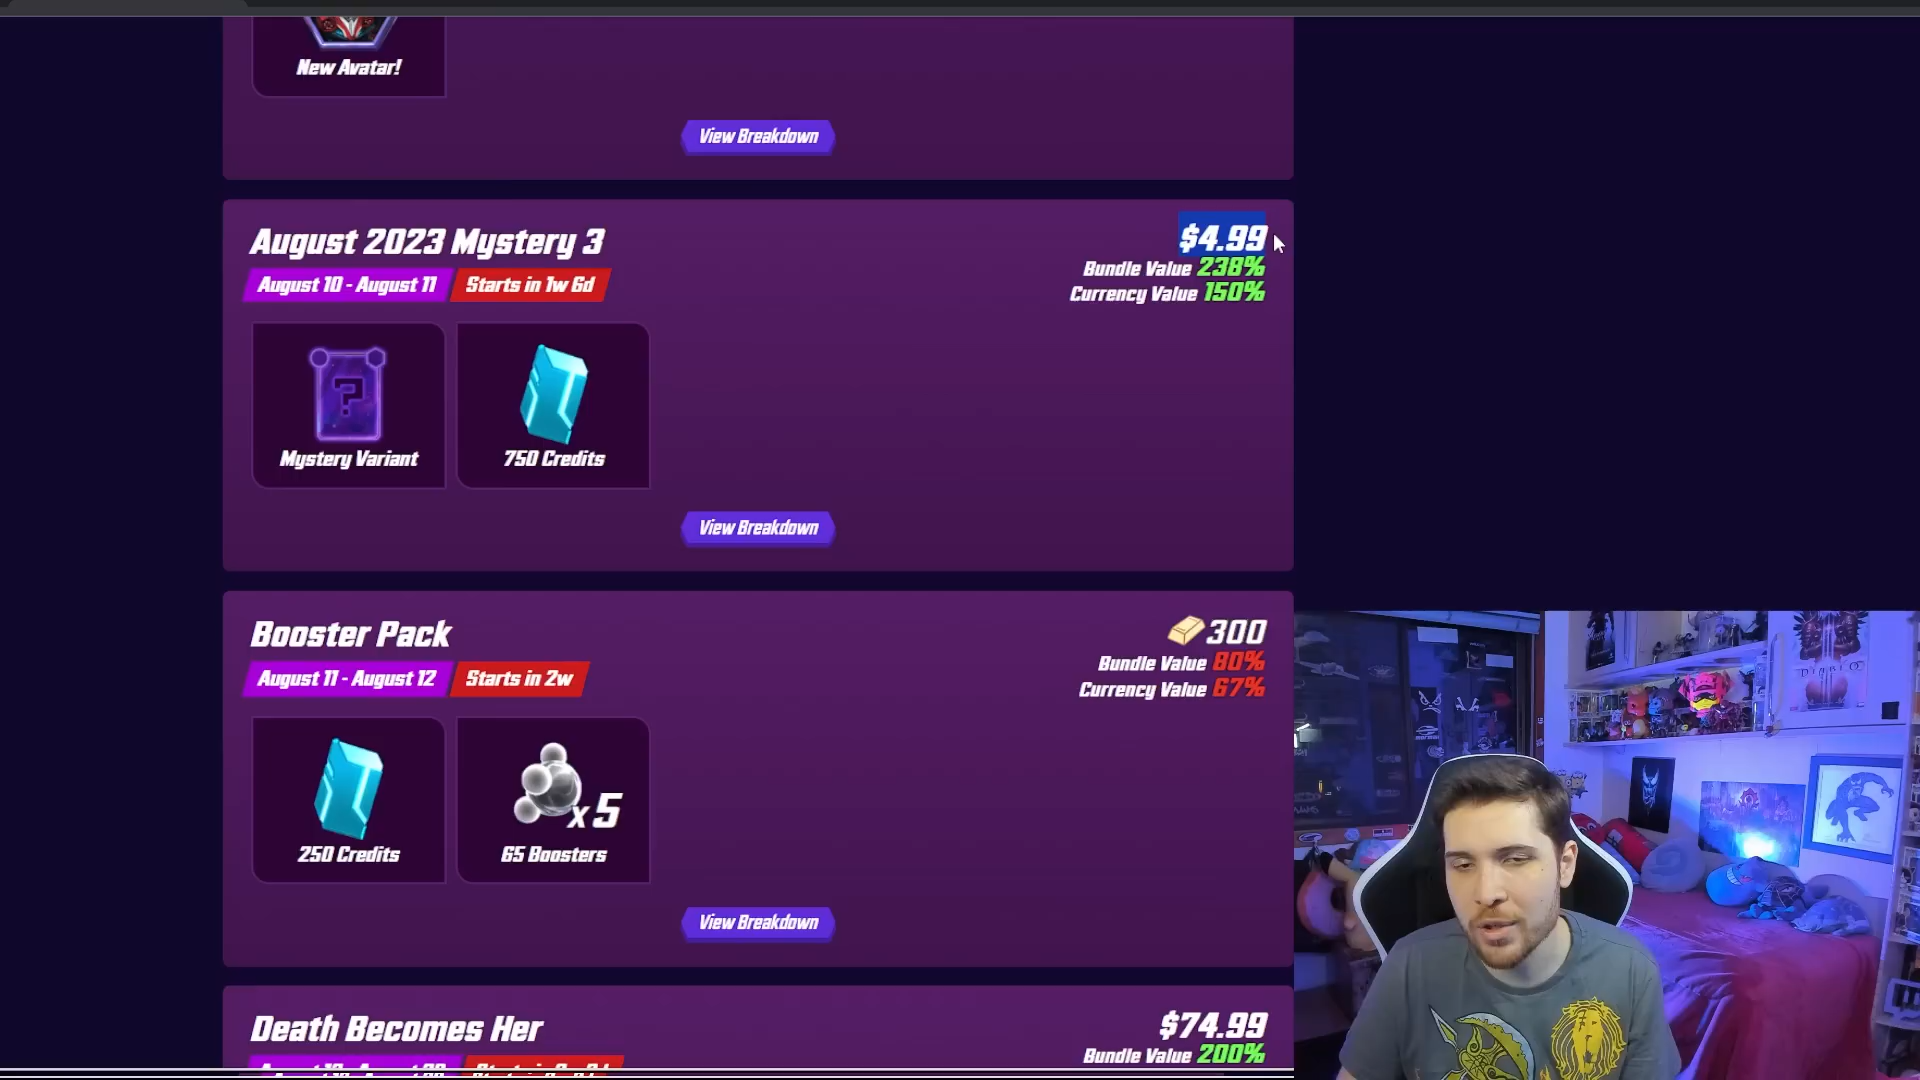 New Avatar!
View Breakdown
August 2023 Mystery 3
$4.99
Bundle Value 238%
August 10 - August 11
Starts in 1w 6d
Currency Value 150%
Mystery Variant
750 Credits
View Breakdown
Booster Pack
300
Bundle Value 80%
August 11 - August 12
Starts in 2w
Currency Value 67%
x5
250 Credits
65 Boosters
View Breakdown
Death Becomes Her
$74.99
Bundle Value 200%